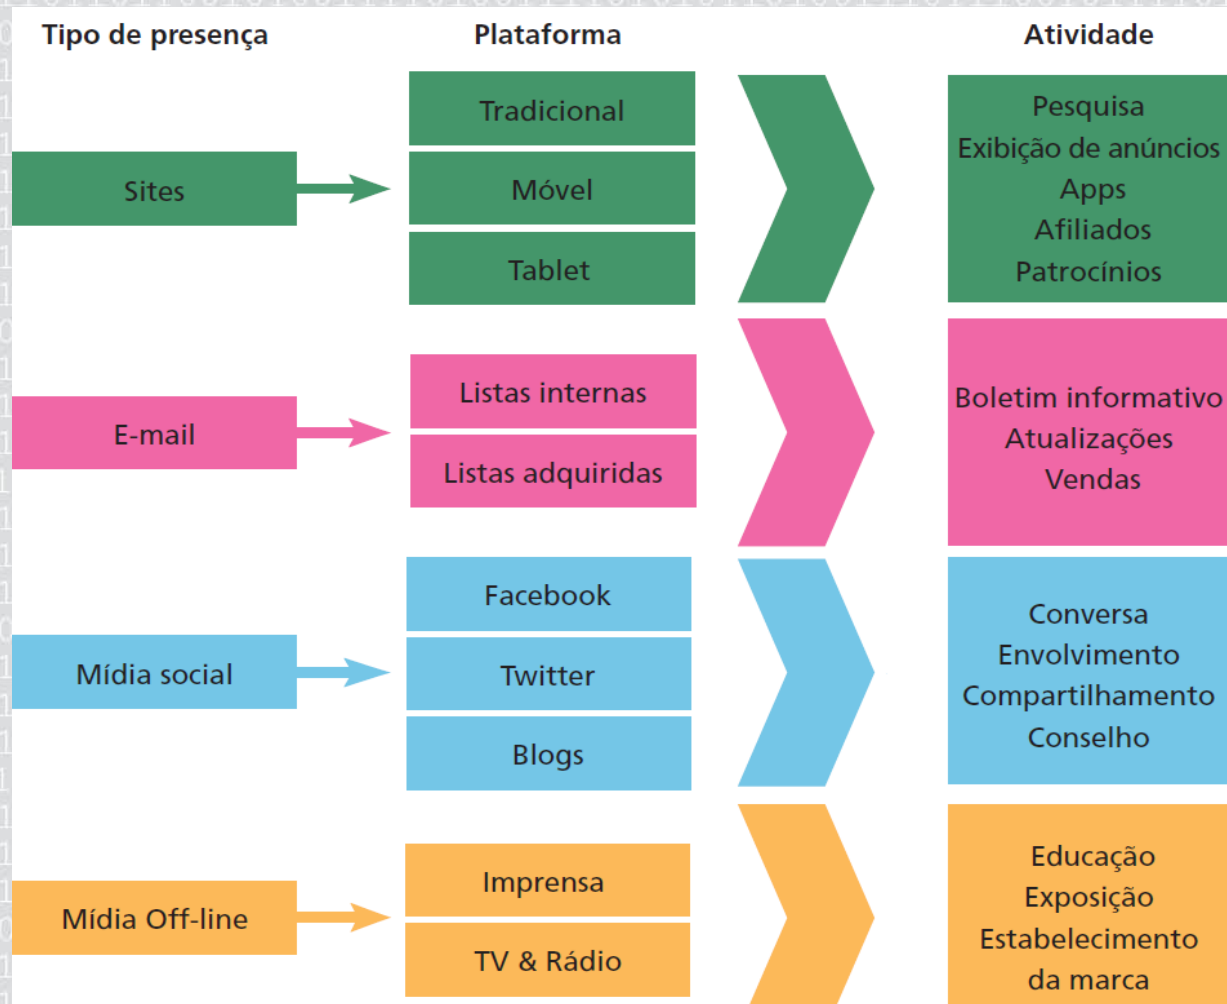 Tipo de presença
Plataforma
Atividade
Sites
Tradicional
Móvel
Tablet
Pesquisa
Exibição de anúncios
Apps
Afiliados
Patrocínios
E-mail
Listas internas
Listas adquiridas
Boletim informativo
Atualizações
Vendas
Mídia social
Facebook
Twitter
Blogs
Conversa
Envolvimento
Compartilhamento
Conselho
Mídia Off-line
Imprensa
TV & Rádio
Educação
Exposição
Estabelecimento
da marca